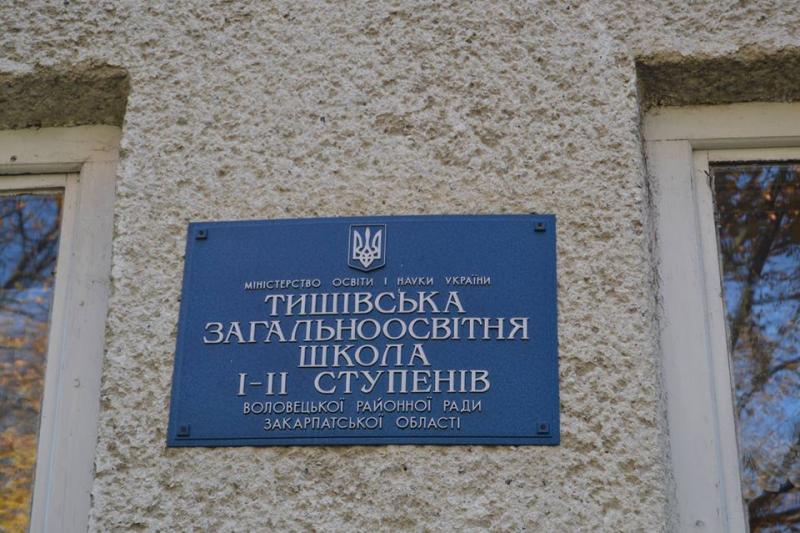 МІНІСТЕРСТВО ОСВІТИ І НАУКИ УКРАЇНИ
ТИШІВСЬКА
ЗАГАЛЬНООСВІТНЯ
ШКОЛА
І-ІІ СТУПЕНІВ
ВОЛОВЕЦЬКОЇ РАЙОННОЇ РАДИ
ЗАКАРПАТСЬКОЇ ОБЛАСТІ